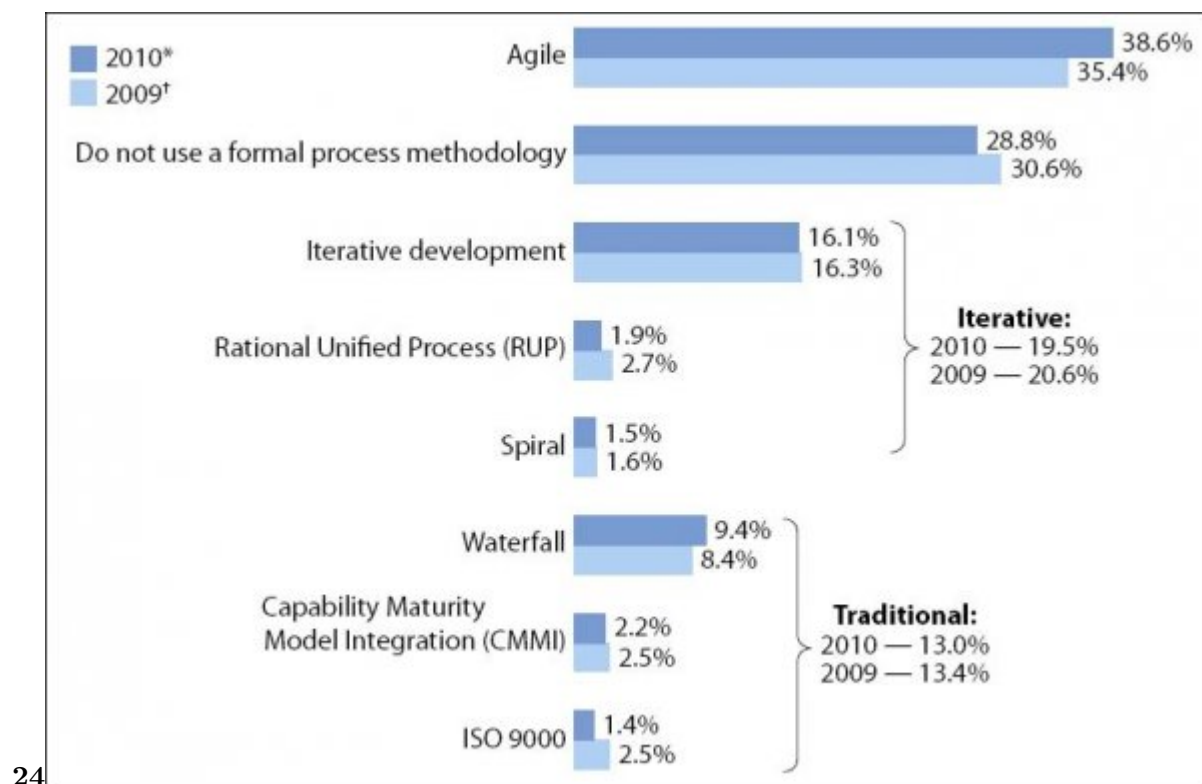 2010*
2009†
Agile
38.6%
35.4%
Do not use a formal process methodology
28.8%
30.6%
Iterative development
16.1%
16.3%
Rational Unified Process (RUP)
1.9%
2.7%
Spiral
1.5%
1.6%
Iterative:
2010 — 19.5%
2009 — 20.6%
Waterfall
9.4%
8.4%
Capability Maturity
Model Integration (CMMI)
2.2%
2.5%
ISO 9000
1.4%
2.5%
Traditional:
2010 — 13.0%
2009 — 13.4%
24